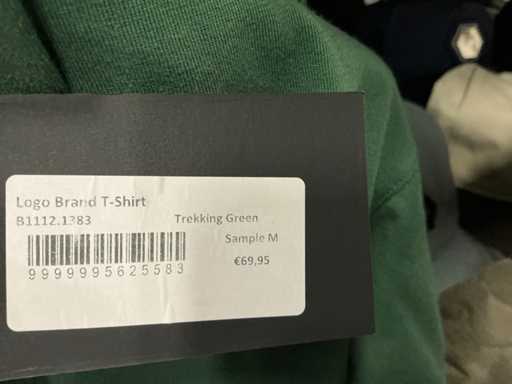 Logo Brand T-Shirt
B1112.1383 Trekking Green
Sample M
€69,95
9999995625583